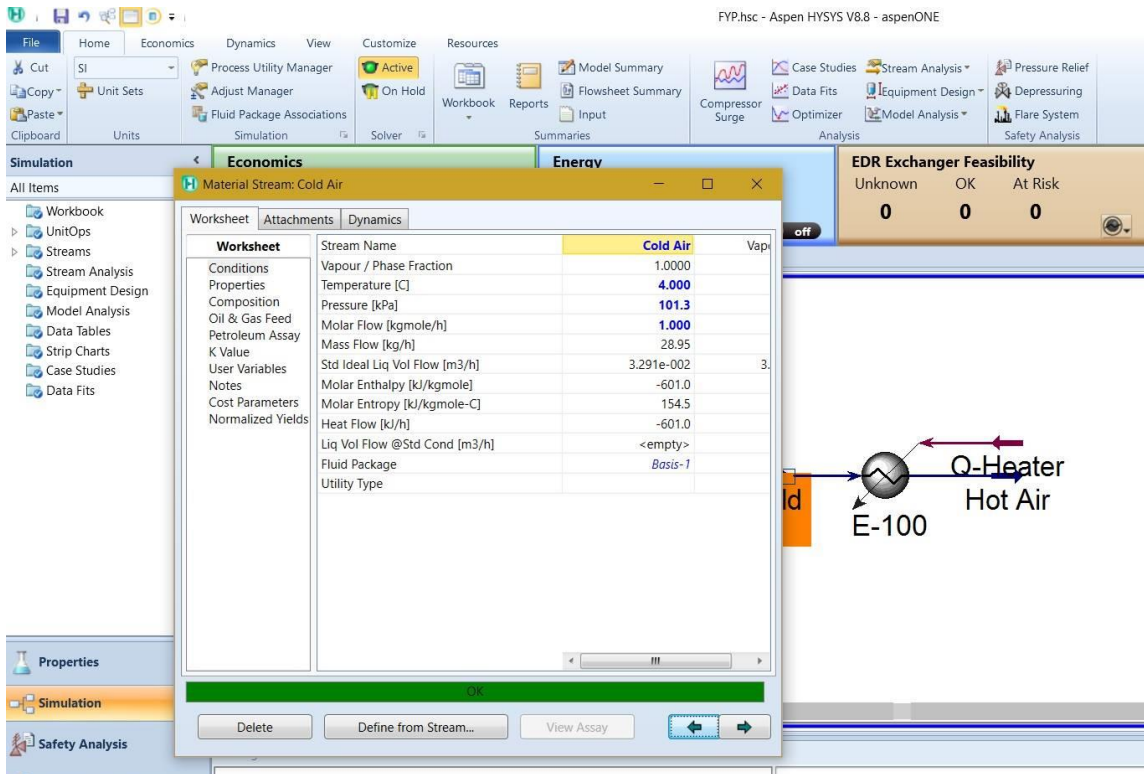 FYP.hsc - Aspen HYSYS V8.8 - aspenONE
File Home Economics Dynamics View Customize Resources
Cut SI Process Utility Manager Active Model Summary Case Studies Stream Analysis Pressure Relief
Copy Unit Sets Adjust Manager On Hold Workbook Reports Flowsheet Summary Compressor Surge Data Fits Equipment Design Depressuring
Paste Fluid Package Associations Input Optimizer Model Analysis Flare System
Clipboard Units Simulation Solver Summaries Analysis Safety Analysis
Simulation < Economics Energy EDR Exchanger Feasibility
All Items Unknown OK At Risk
0 0 0
off
Workbook
UnitOps
Streams
Stream Analysis
Equipment Design
Model Analysis
Data Tables
Strip Charts
Case Studies
Data Fits
Properties
Simulation
Safety Analysis
Material Stream: Cold Air
Worksheet Attachments Dynamics
Worksheet
Conditions
Properties
Composition
Oil & Gas Feed
Petroleum Assay
K Value
User Variables
Notes
Cost Parameters
Normalized Yields
Stream Name Cold Air Vap
Vapour / Phase Fraction 1.0000
Temperature [C] 4.000
Pressure [kPa] 101.3
Molar Flow [kgmole/h] 1.000
Mass Flow [kg/h] 28.95
Std Ideal Liq Vol Flow [m3/h] 3.291e-002 3.
Molar Enthalpy [kJ/kgmole] -601.0
Molar Entropy [kJ/kgmole-C] 154.5
Heat Flow [kJ/h] -601.0
Liq Vol Flow @Std Cond [m3/h] <empty>
Fluid Package Basis-1
Utility Type
OK
Delete Define from Stream... View Assay
Q-Heater
Hot Air
ld
E-100